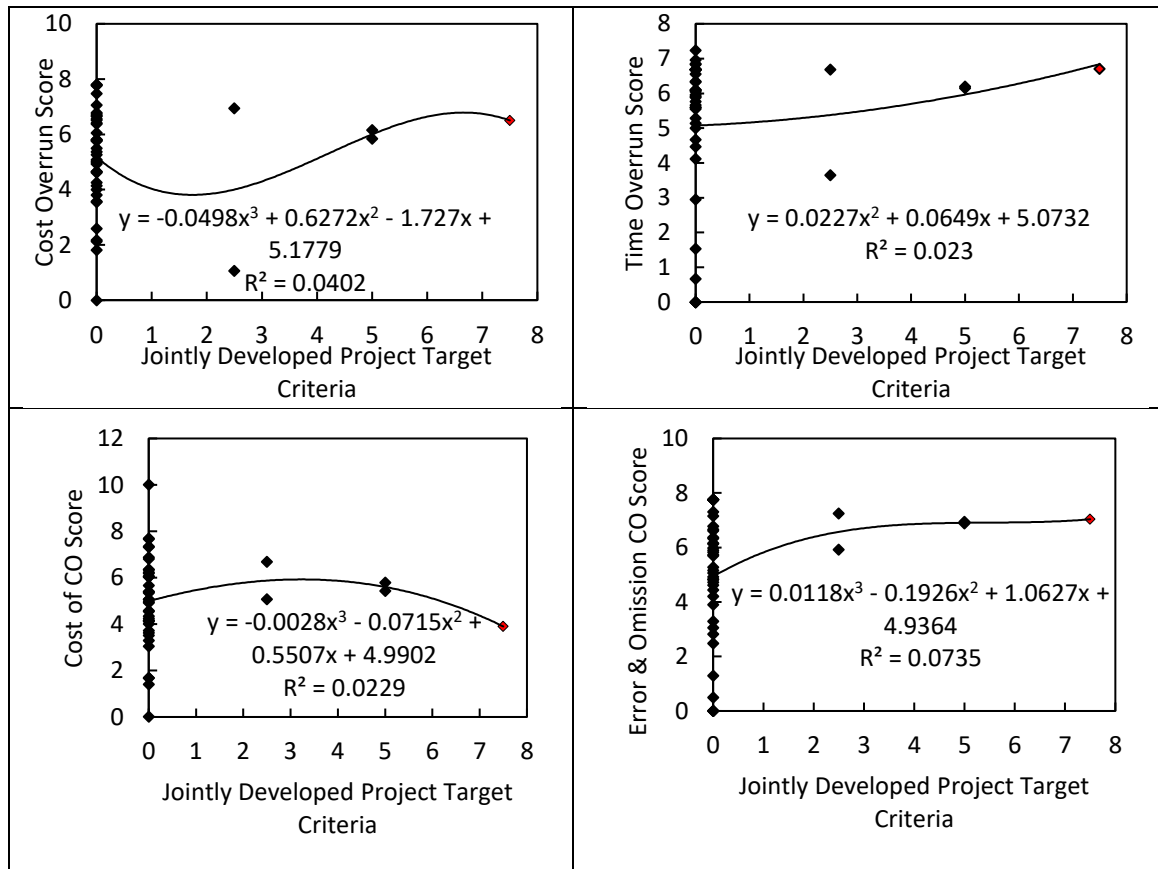 Cost Overrun Score
10
8
6
4
2
0
y = -0.0498x³ + 0.6272x² - 1.727x +
5.1779
R² = 0.0402
0 1 2 3 4 5 6 7 8
Jointly Developed Project Target
Criteria
Time Overrun Score
8
7
6
5
4
3
2
1
0
y = 0.0227x² + 0.0649x + 5.0732
R² = 0.023
0 1 2 3 4 5 6 7 8
Jointly Developed Project Target
Criteria
Cost of CO Score
12
10
8
6
4
2
0
y = -0.0028x³ - 0.0715x² +
0.5507x + 4.9902
R² = 0.0229
0 1 2 3 4 5 6 7 8
Jointly Developed Project Target
Criteria
Error & Omission CO Score
10
8
6
4
2
0
y = 0.0118x³ - 0.1926x² + 1.0627x +
4.9364
R² = 0.0735
0 1 2 3 4 5 6 7 8
Jointly Developed Project Target
Criteria